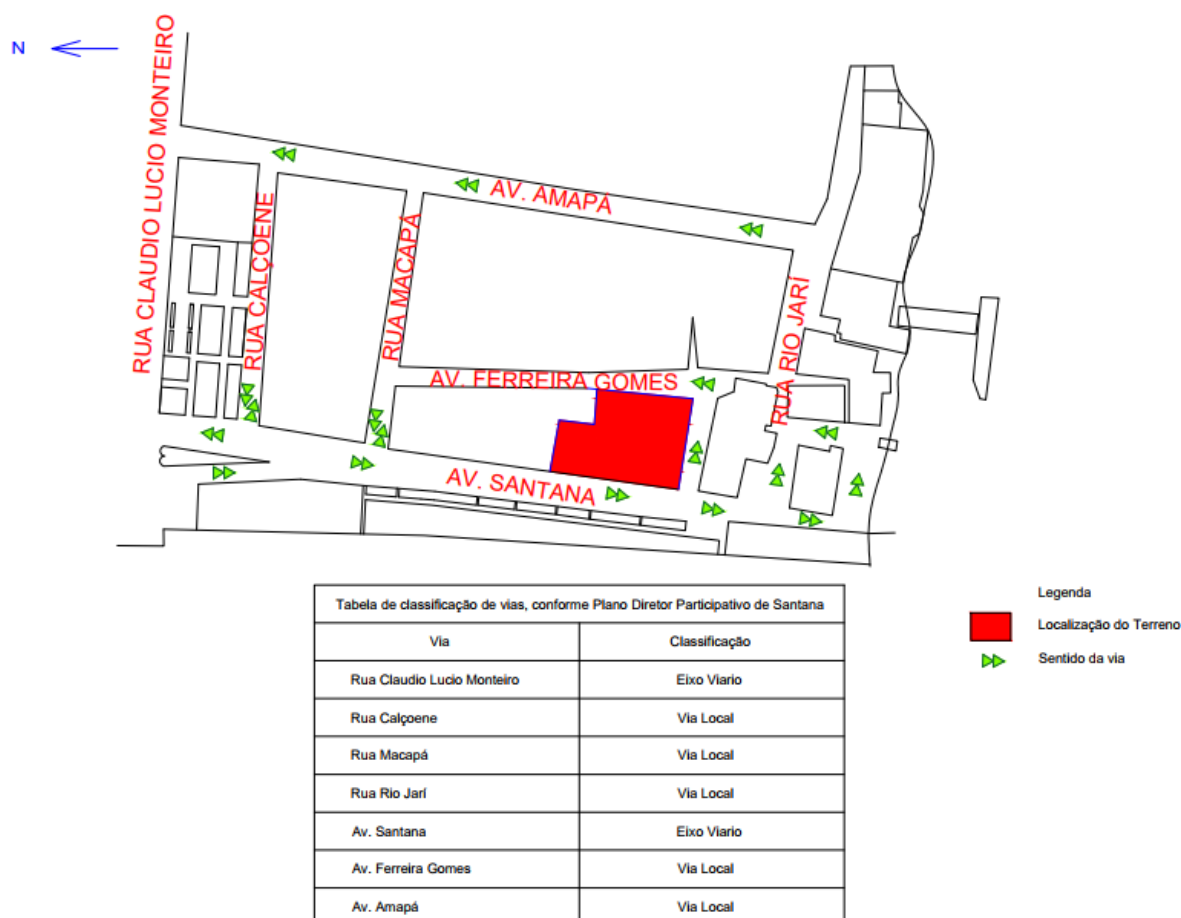 N
RUA CLAUDIO LUCIO MONTEIRO
RUA CALÇOENE
RUA MACAPÁ
AV. AMAPÁ
RUA RIO JARÍ
AV. FERREIRA GOMES
AV. SANTANA
Tabela de classificação de vias, conforme Plano Diretor Participativo de Santana
Via Classificação
Rua Claudio Lucio Monteiro Eixo Viario
Rua Calçoene Via Local
Rua Macapá Via Local
Rua Rio Jarí Via Local
Av. Santana Eixo Viario
Av. Ferreira Gomes Via Local
Av. Amapá Via Local
Legenda
Localização do Terreno
Sentido da via